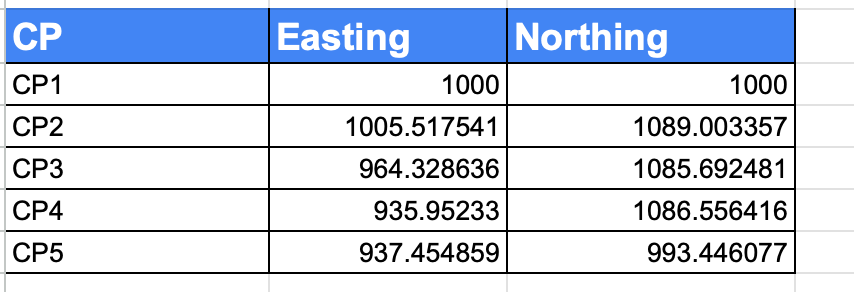 CP Easting Northing
CP1 1000 1000
CP2 1005.517541 1089.003357
CP3 964.328636 1085.692481
CP4 935.95233 1086.556416
CP5 937.454859 993.446077